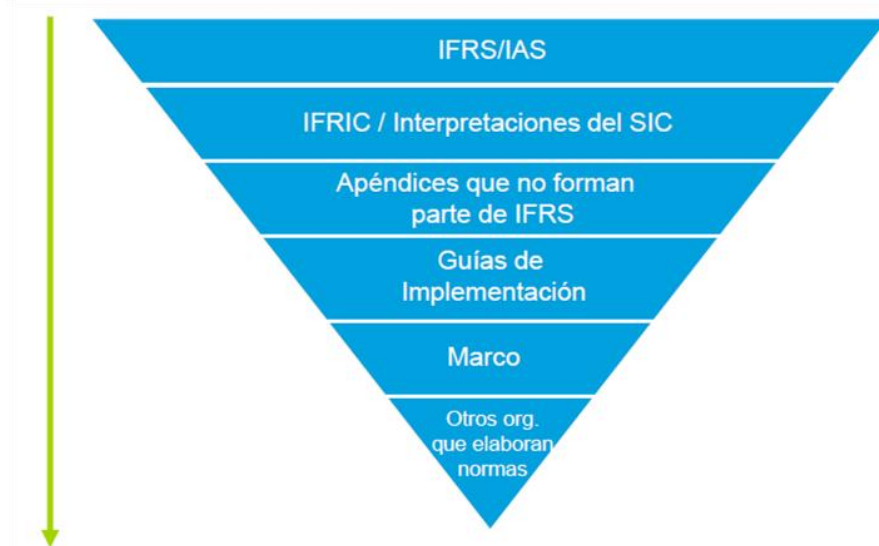 IFRS/IAS
IFRIC / Interpretaciones del SIC
Apéndices que no forman
parte de IFRS
Guías de
Implementación
Marco
Otros org.
que elaboran
normas